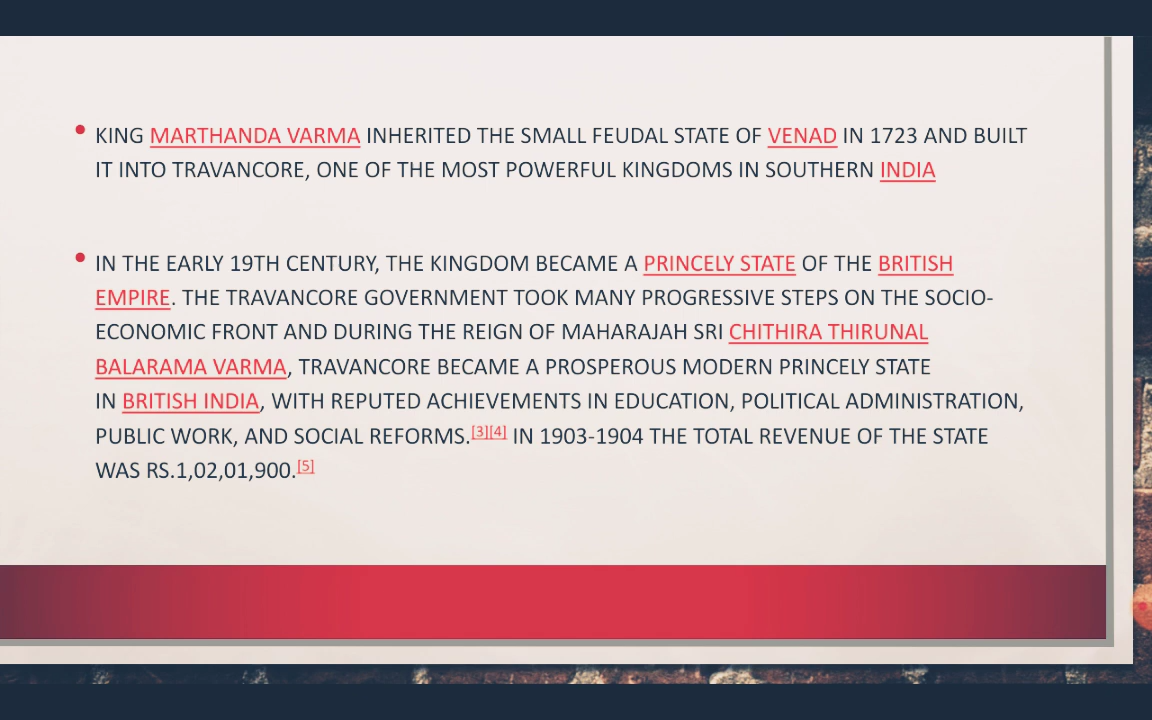 • KING MARTHANDA VARMA INHERITED THE SMALL FEUDAL STATE OF VENAD IN 1723 AND BUILT
IT INTO TRAVANCORE, ONE OF THE MOST POWERFUL KINGDOMS IN SOUTHERN INDIA
• IN THE EARLY 19TH CENTURY, THE KINGDOM BECAME A PRINCELY STATE OF THE BRITISH
EMPIRE. THE TRAVANCORE GOVERNMENT TOOK MANY PROGRESSIVE STEPS ON THE SOCIO-
ECONOMIC FRONT AND DURING THE REIGN OF MAHARAJAH SRI CHITHIRA THIRUNAL
BALARAMA VARMA, TRAVANCORE BECAME A PROSPEROUS MODERN PRINCELY STATE
IN BRITISH INDIA, WITH REPUTED ACHIEVEMENTS IN EDUCATION, POLITICAL ADMINISTRATION,
PUBLIC WORK, AND SOCIAL REFORMS.[3][4] IN 1903-1904 THE TOTAL REVENUE OF THE STATE
WAS RS.1,02,01,900.[5]